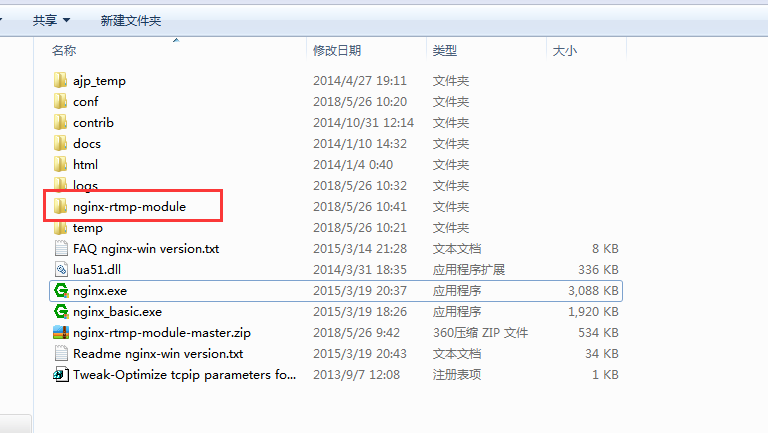 共享 新建文件夹
名称 修改日期 类型 大小
ajp_temp 2014/4/27 19:11 文件夹
conf 2018/5/26 10:20 文件夹
contrib 2014/10/31 12:14 文件夹
docs 2014/1/10 14:32 文件夹
html 2014/1/4 0:40 文件夹
logs 2018/5/26 10:32 文件夹
nginx-rtmp-module 2018/5/26 10:41 文件夹
temp 2018/5/26 10:21 文件夹
FAQ nginx-win version.txt 2015/3/14 21:28 文本文档 8 KB
lua51.dll 2014/3/31 18:35 应用程序扩展 336 KB
nginx.exe 2015/3/19 20:37 应用程序 3,088 KB
nginx_basic.exe 2015/3/19 18:26 应用程序 1,920 KB
nginx-rtmp-module-master.zip 2018/5/26 9:42 360压缩 ZIP 文件 534 KB
Readme nginx-win version.txt 2015/3/19 20:43 文本文档 34 KB
Tweak-Optimize tcpip parameters fo... 2013/9/7 12:08 注册表项 1 KB